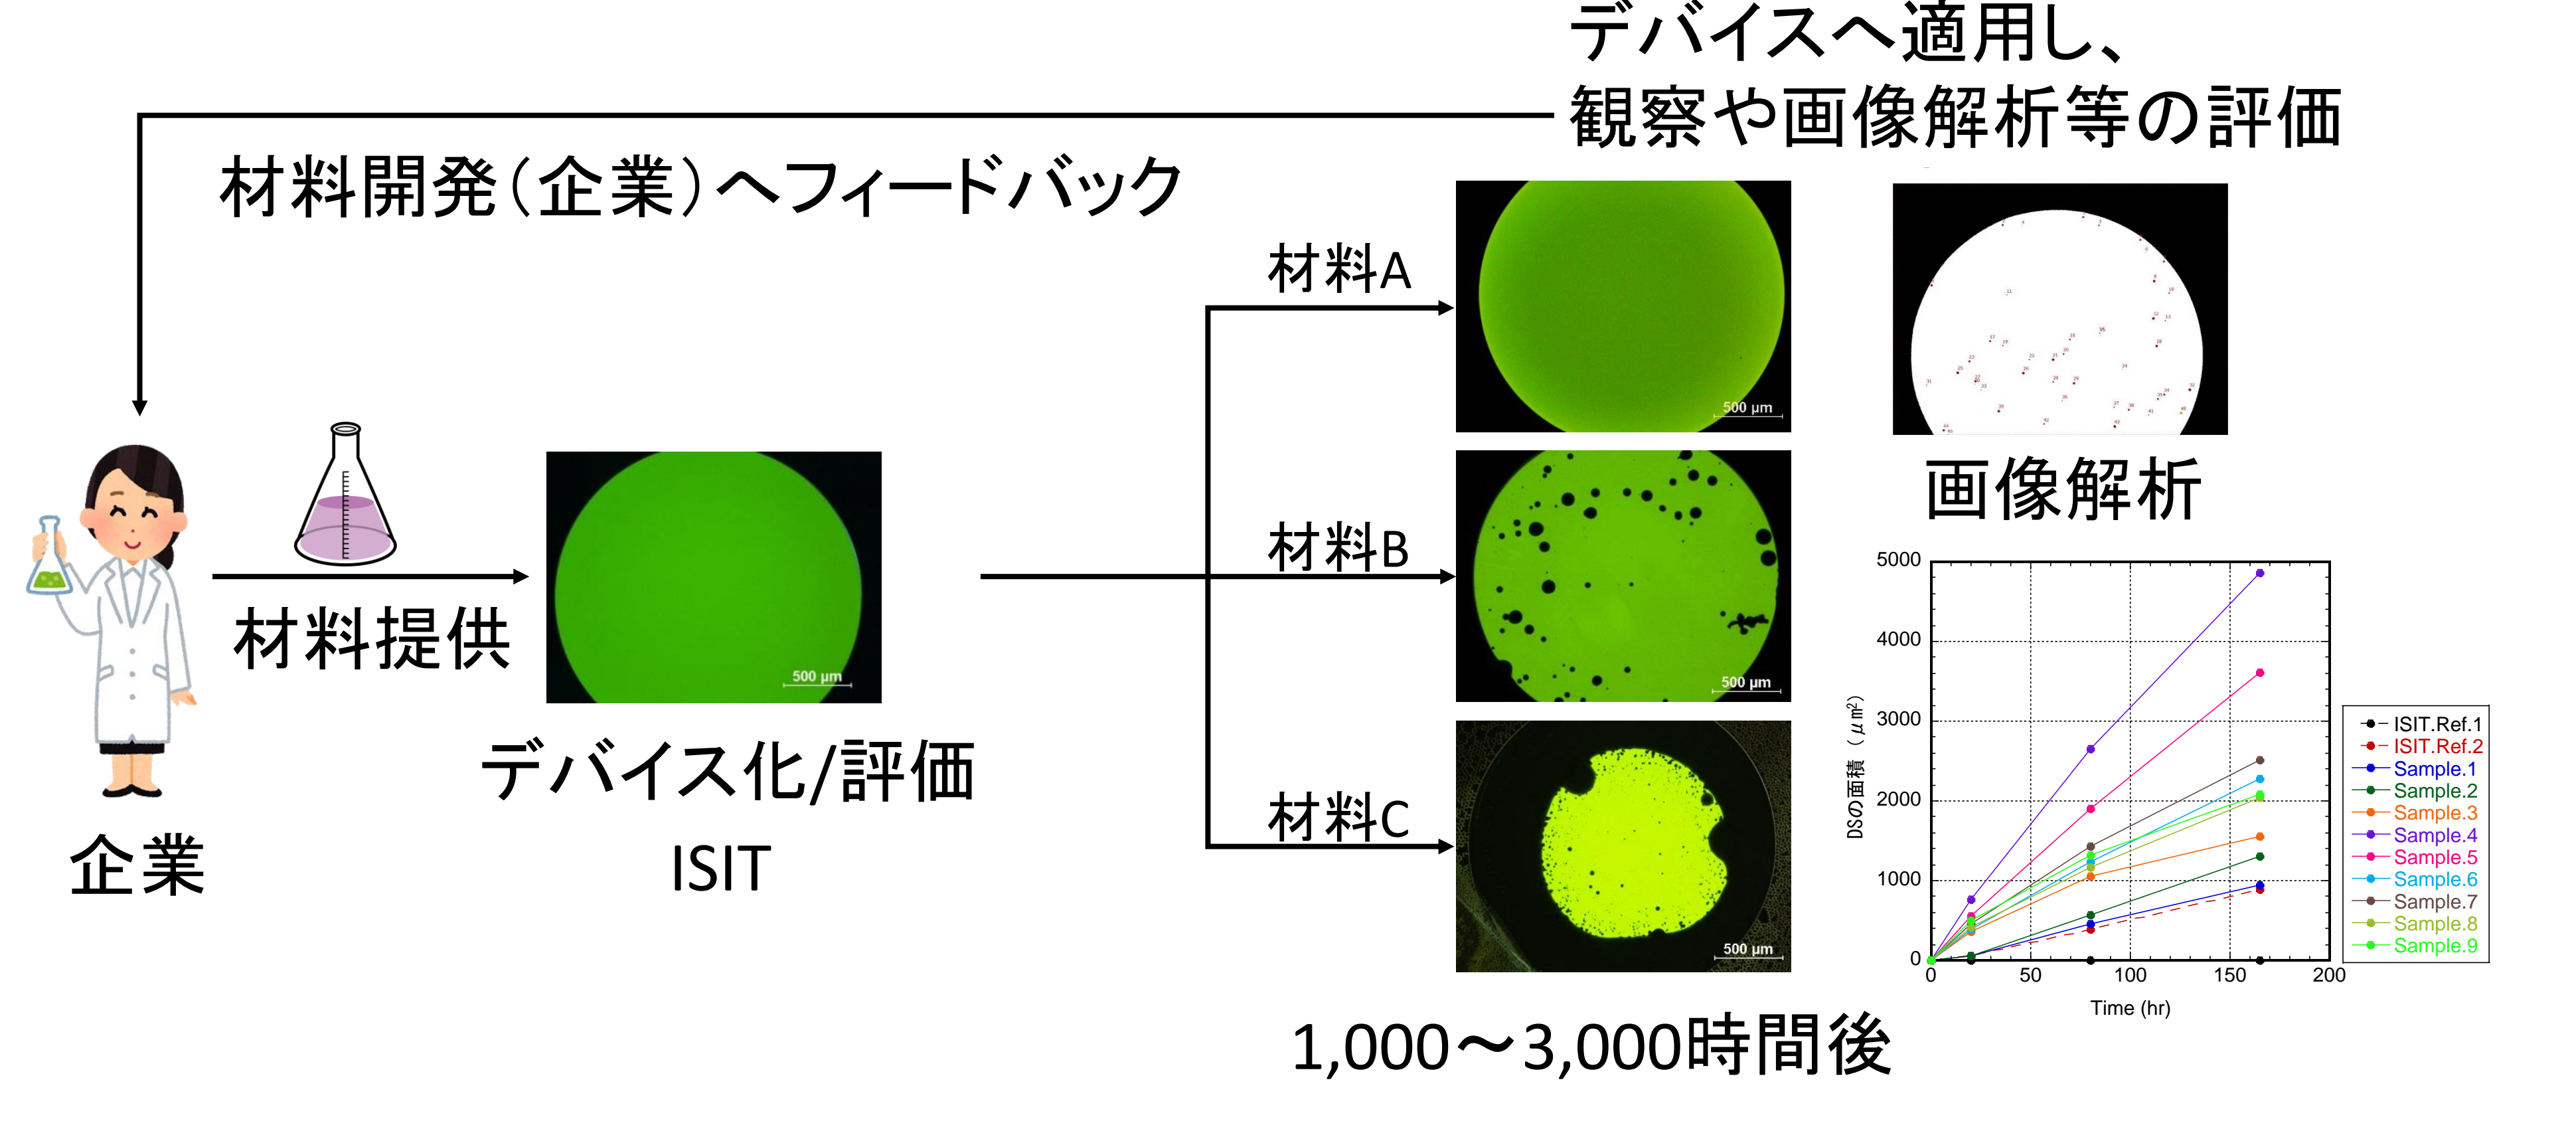 デバイスへ適用し、
観察や画像解析等の評価
材料開発（企業）へフィードバック
材料A
500 µm
画像解析
材料提供
500 µm
デバイス化/評価
ISIT
企業
材料B
500 µm
材料C
500 µm
1,000～3,000時間後
5000
4000
3000
2000
1000
0
DSの面積（μ㎡）
0 50 100 150 200
Time (hr)
ISIT.Ref.1
ISIT.Ref.2
Sample.1
Sample.2
Sample.3
Sample.4
Sample.5
Sample.6
Sample.7
Sample.8
Sample.9